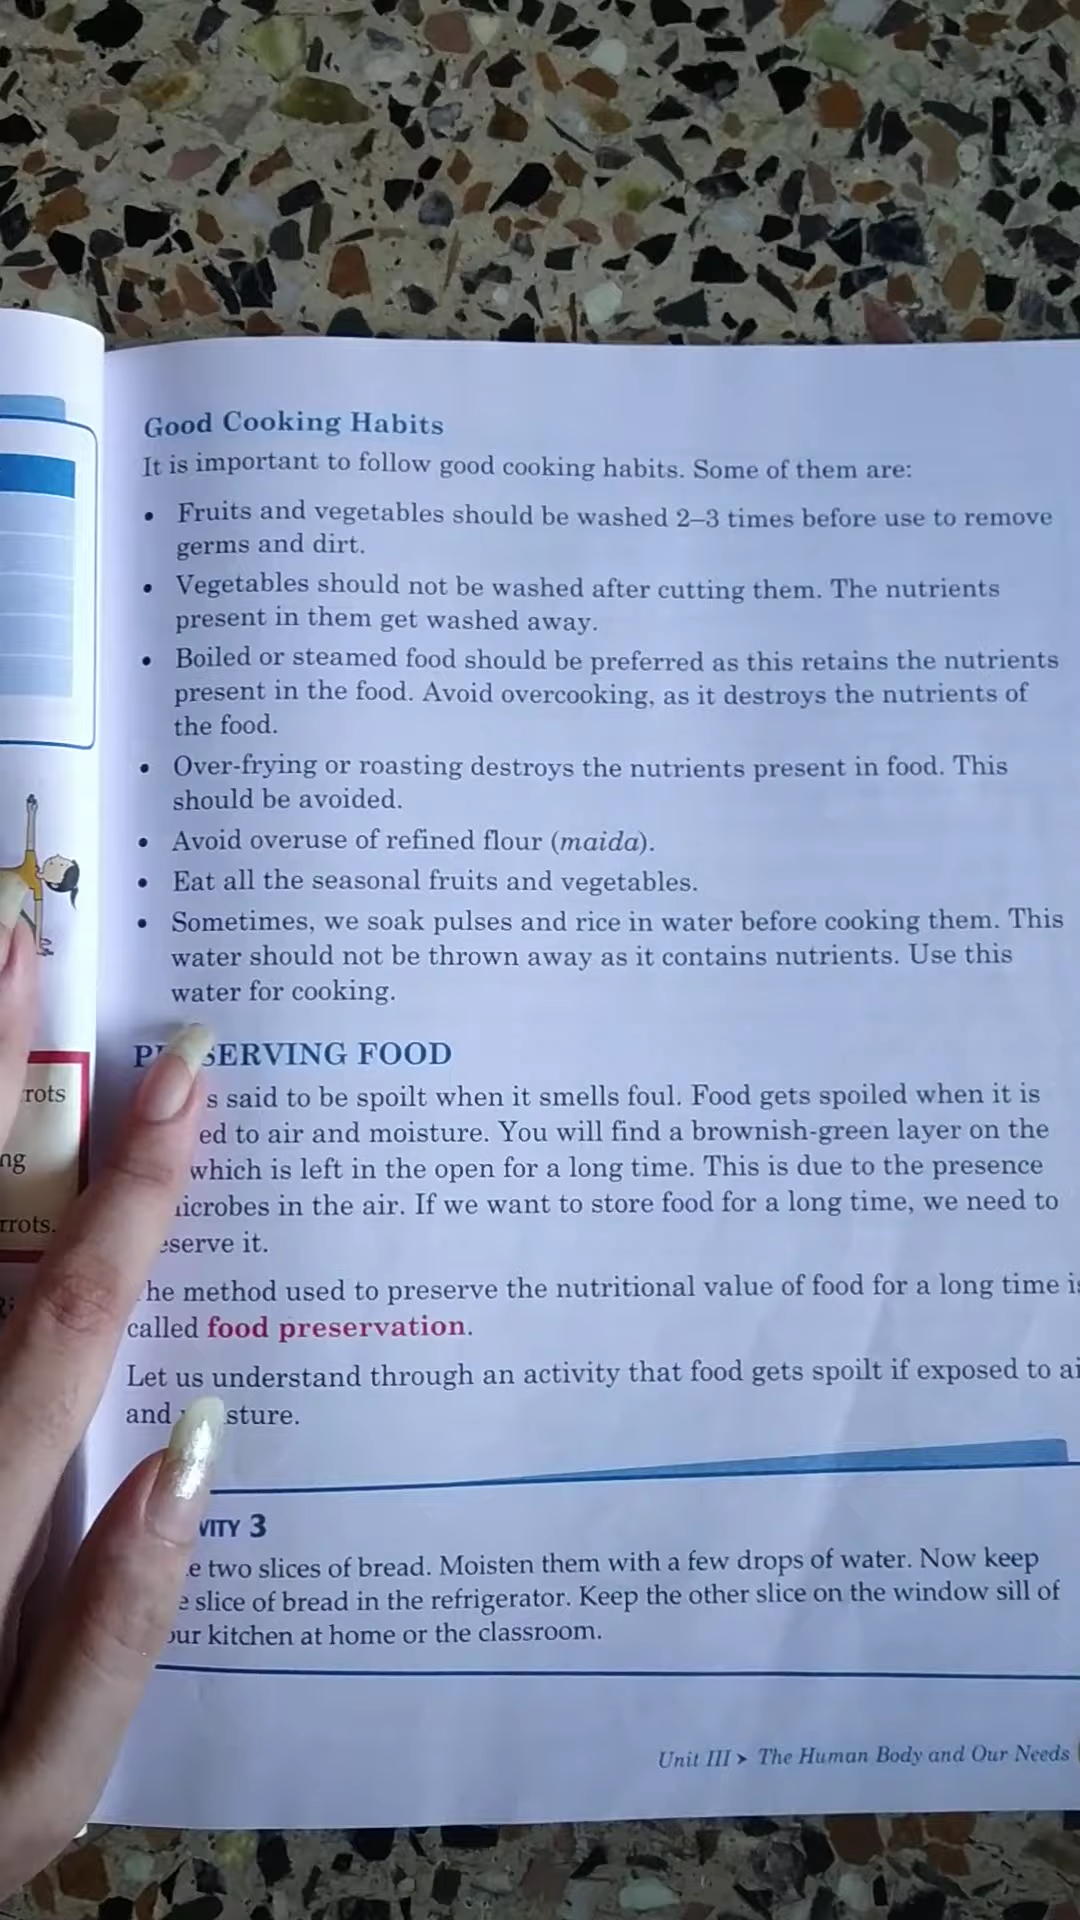 Good Cooking Habits
It is important to follow good cooking habits. Some of them are:
• Fruits and vegetables should be washed 2–3 times before use to remove
germs and dirt.
• Vegetables should not be washed after cutting them. The nutrients
present in them get washed away.
• Boiled or steamed food should be preferred as this retains the nutrients
present in the food. Avoid overcooking, as it destroys the nutrients of
the food.
• Over-frying or roasting destroys the nutrients present in food. This
should be avoided.
• Avoid overuse of refined flour (maida).
• Eat all the seasonal fruits and vegetables.
• Sometimes, we soak pulses and rice in water before cooking them. This
water should not be thrown away as it contains nutrients. Use this
water for cooking.
rots
ng
rrots.
FOOD
said to be spoilt when it smells foul. Food gets spoiled when it is
to air and moisture. You will find a brownish-green layer on the
which is left in the open for a long time. This is due to the presence
in the air. If we want to store food for a long time, we need to
it.
method used to preserve the nutritional value of food for a long time
called food preservation.
Let us understand through an activity that food gets spoilt if exposed to
and
3
two slices of bread. Moisten them with a few drops of water. Now keep
slice of bread in the refrigerator. Keep the other slice on the window sill of
kitchen at home or the classroom.
Unit III > The Human Body and Our Needs